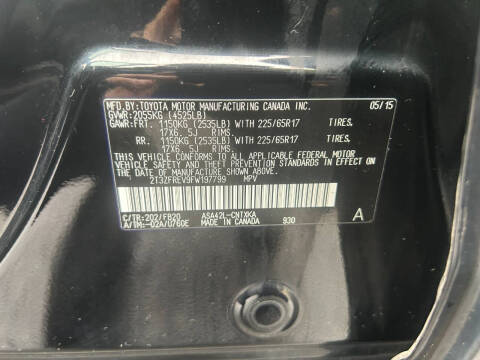 MFD.BY:TOYOTA MOTOR MANUFACTURING CANADA INC. 05/15
GVWR:2055KG (4525LB)
GAWR:FRT. 1150KG (2535LB) WITH 225/65R17 TIRES,
17X6.5J RIMS.
RR. 1150KG (2535LB) WITH 225/65R17 TIRES,
17X6.5J RIMS.
THIS VEHICLE CONFORMS TO ALL APPLICABLE FEDERAL MOTOR
VEHICLE SAFETY AND THEFT PREVENTION STANDARDS IN EFFECT ON
THE DATE OF MANUFACTURE SHOWN ABOVE.
2T3ZFREV9FW197799 MPV
C/TR:202/FB20 ASA42L-CNTXKA
A/TM:-02A/U760E MADE IN CANADA 930 A